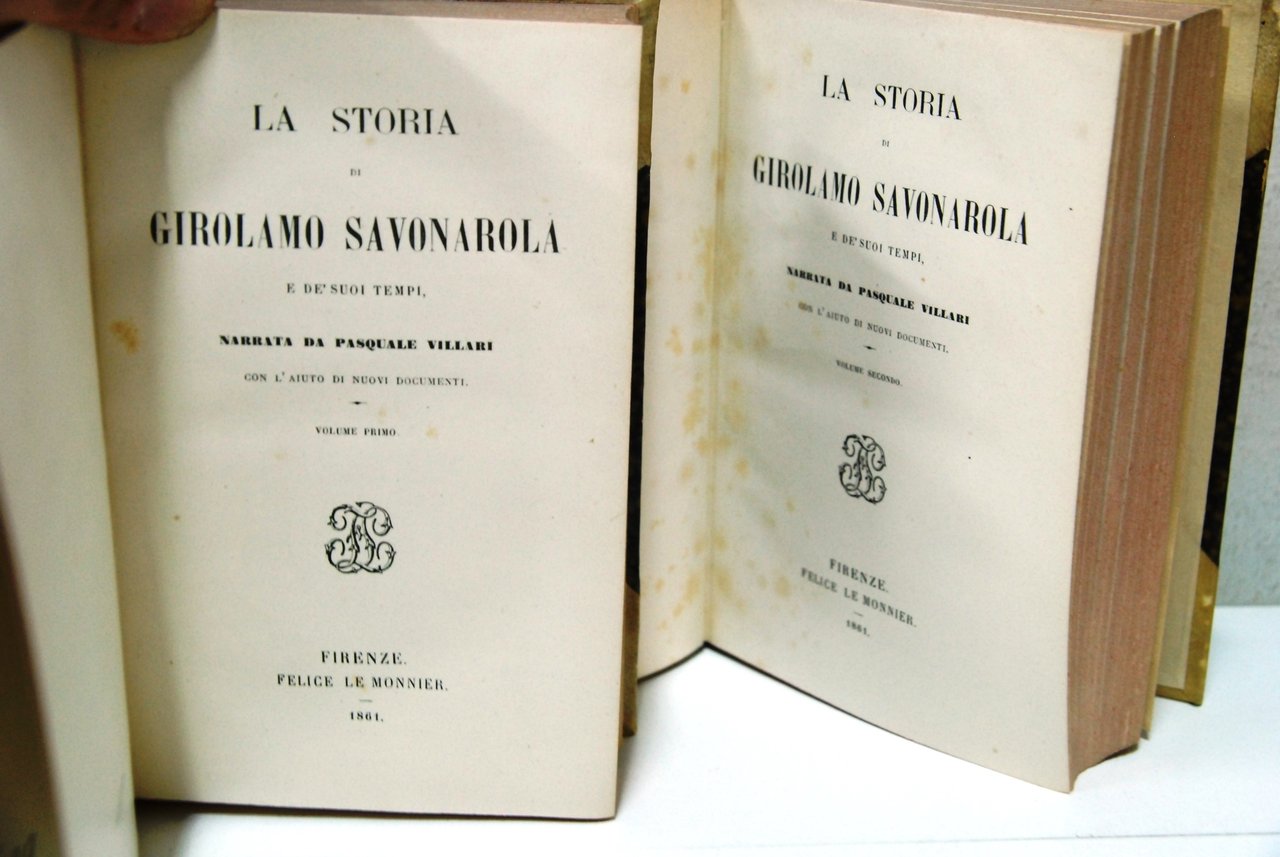 LA STORIA
DI
GIROLAMO SAVONAROLA
E DE' SUOI TEMPI,
NARRATA DA PASQUALE VILLARI
CON L'AIUTO DI NUOVI DOCUMENTI.
VOLUME PRIMO.
FIRENZE.
FELICE LE MONNIER.
1861.
LA STORIA
DI
GIROLAMO SAVONAROLA
E DE' SUOI TEMPI,
NARRATA DA PASQUALE VILLARI
CON L'AIUTO DI NUOVI DOCUMENTI.
VOLUME SECONDO.
FIRENZE.
FELICE LE MONNIER.
1861.